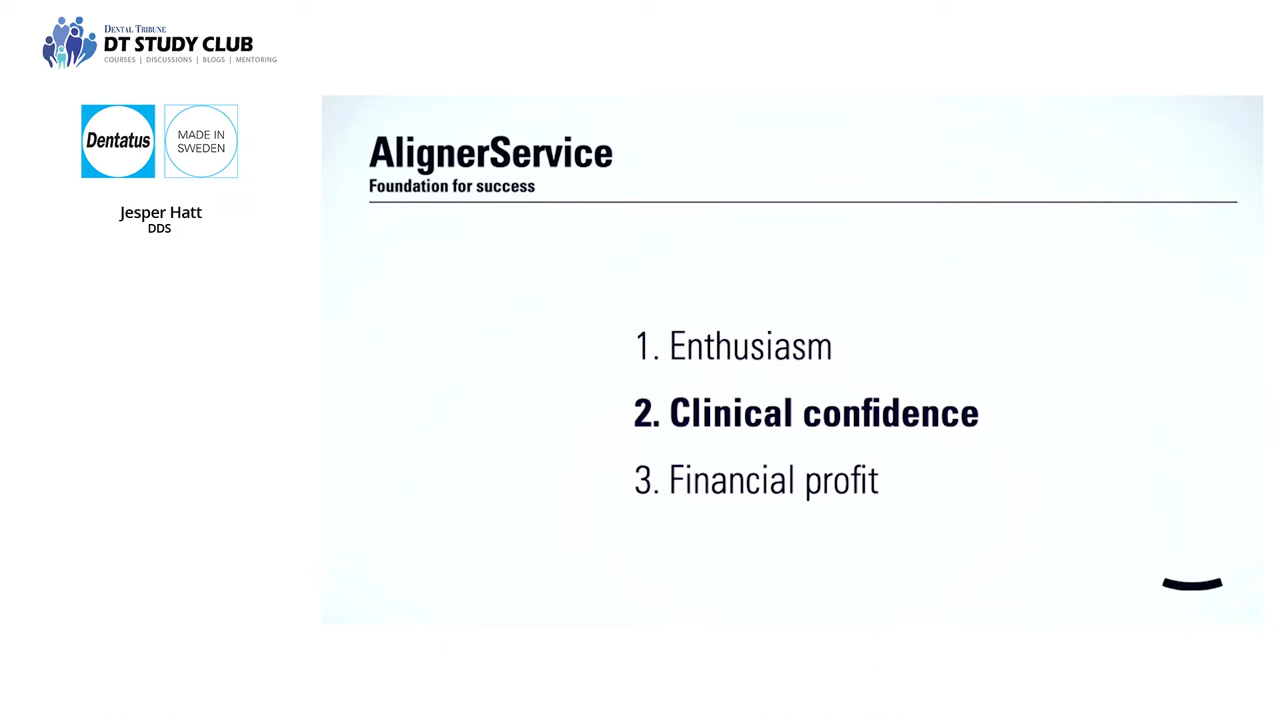 DENTAL TRIBUNE
DT STUDY CLUB
COURSES | DISCUSSIONS | BLOGS | MENTORING
Dentatus
MADE IN
SWEDEN
Jesper Hatt
DDS
AlignerService
Foundation for success
1. Enthusiasm
2. Clinical confidence
3. Financial profit